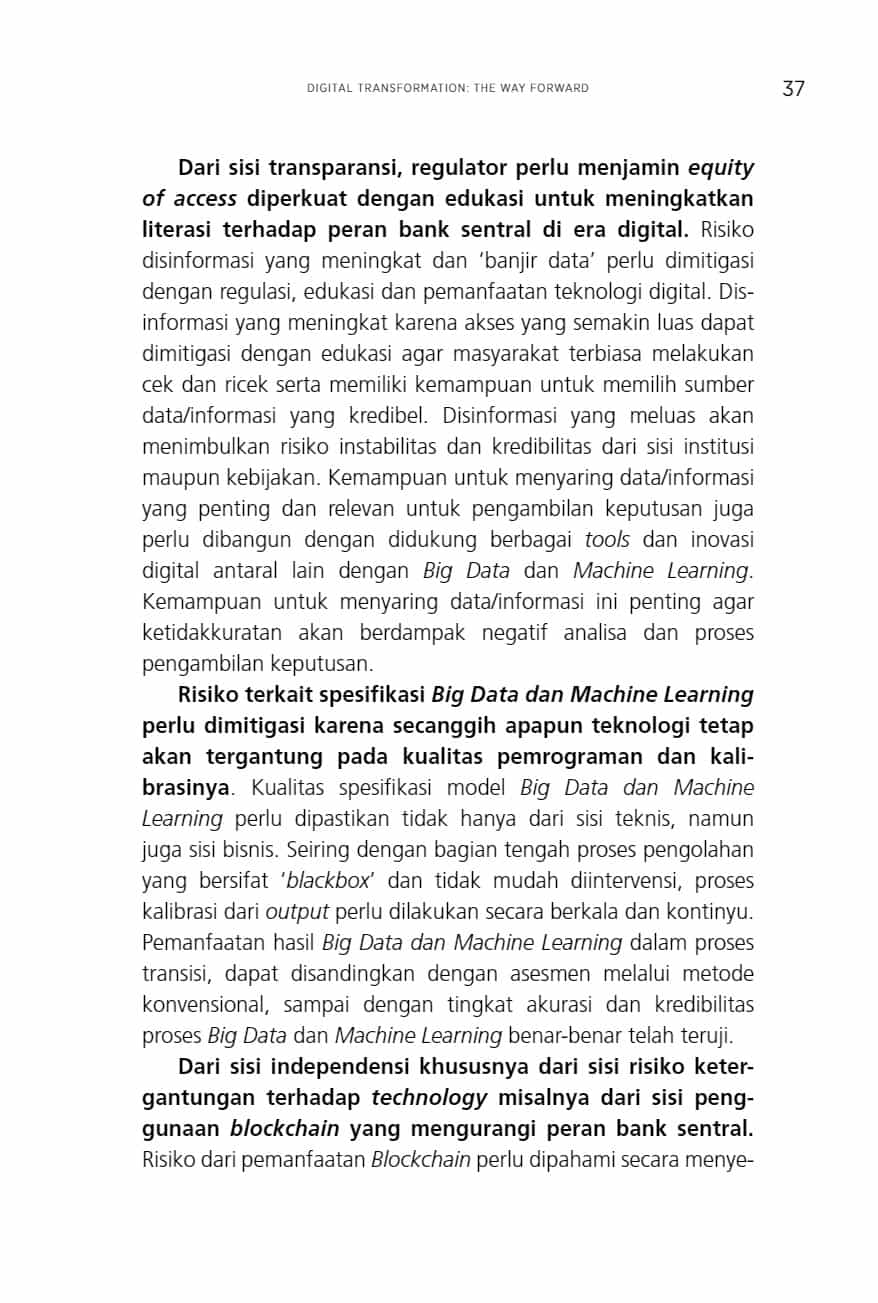 DIGITAL TRANSFORMATION: THE WAY FORWARD
37
Dari sisi transparansi, regulator perlu menjamin equity
of access diperkuat dengan edukasi untuk meningkatkan
literasi terhadap peran bank sentral di era digital. Risiko
disinformasi yang meningkat dan ‘banjir data’ perlu dimitigasi
dengan regulasi, edukasi dan pemanfaatan teknologi digital. Dis-
informasi yang meningkat karena akses yang semakin luas dapat
dimitigasi dengan edukasi agar masyarakat terbiasa melakukan
cek dan ricek serta memiliki kemampuan untuk memilih sumber
data/informasi yang kredibel. Disinformasi yang meluas akan
menimbulkan risiko instabilitas dan kredibilitas dari sisi institusi
maupun kebijakan. Kemampuan untuk menyaring data/informasi
yang penting dan relevan untuk pengambilan keputusan juga
perlu dibangun dengan didukung berbagai tools dan inovasi
digital antaral lain dengan Big Data dan Machine Learning.
Kemampuan untuk menyaring data/informasi ini penting agar
ketidakkuratan akan berdampak negatif analisa dan proses
pengambilan keputusan.
Risiko terkait spesifikasi Big Data dan Machine Learning
perlu dimitigasi karena secanggih apapun teknologi tetap
akan tergantung pada kualitas pemrograman dan kali-
brasinya. Kualitas spesifikasi model Big Data dan Machine
Learning perlu dipastikan tidak hanya dari sisi teknis, namun
juga sisi bisnis. Seiring dengan bagian tengah proses pengolahan
yang bersifat ‘blackbox’ dan tidak mudah diintervensi, proses
kalibrasi dari output perlu dilakukan secara berkala dan kontinyu.
Pemanfaatan hasil Big Data dan Machine Learning dalam proses
transisi, dapat disandingkan dengan asesmen melalui metode
konvensional, sampai dengan tingkat akurasi dan kredibilitas
proses Big Data dan Machine Learning benar-benar telah teruji.
Dari sisi independensi khususnya dari sisi risiko keter-
gantungan terhadap technology misalnya dari sisi peng-
gunaan blockchain yang mengurangi peran bank sentral.
Risiko dari pemanfaatan Blockchain perlu dipahami secara menye-